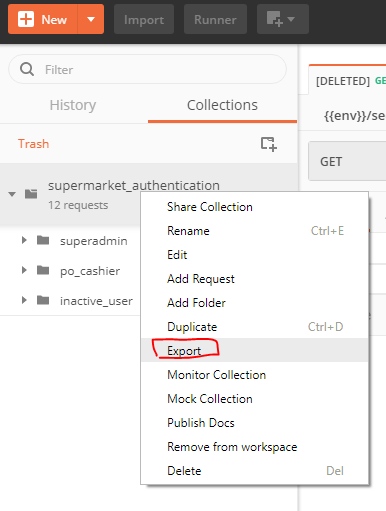 New Import Runner
Filter
History Collections
Trash
[DELETED] GE
{{env}}/se
GET
supermarket_authentication
12 requests
superadmin
po_cashier
inactive_user
Share Collection
Rename Ctrl+E
Edit
Add Request
Add Folder
Duplicate Ctrl+D
Export
Monitor Collection
Mock Collection
Publish Docs
Remove from workspace
Delete Del